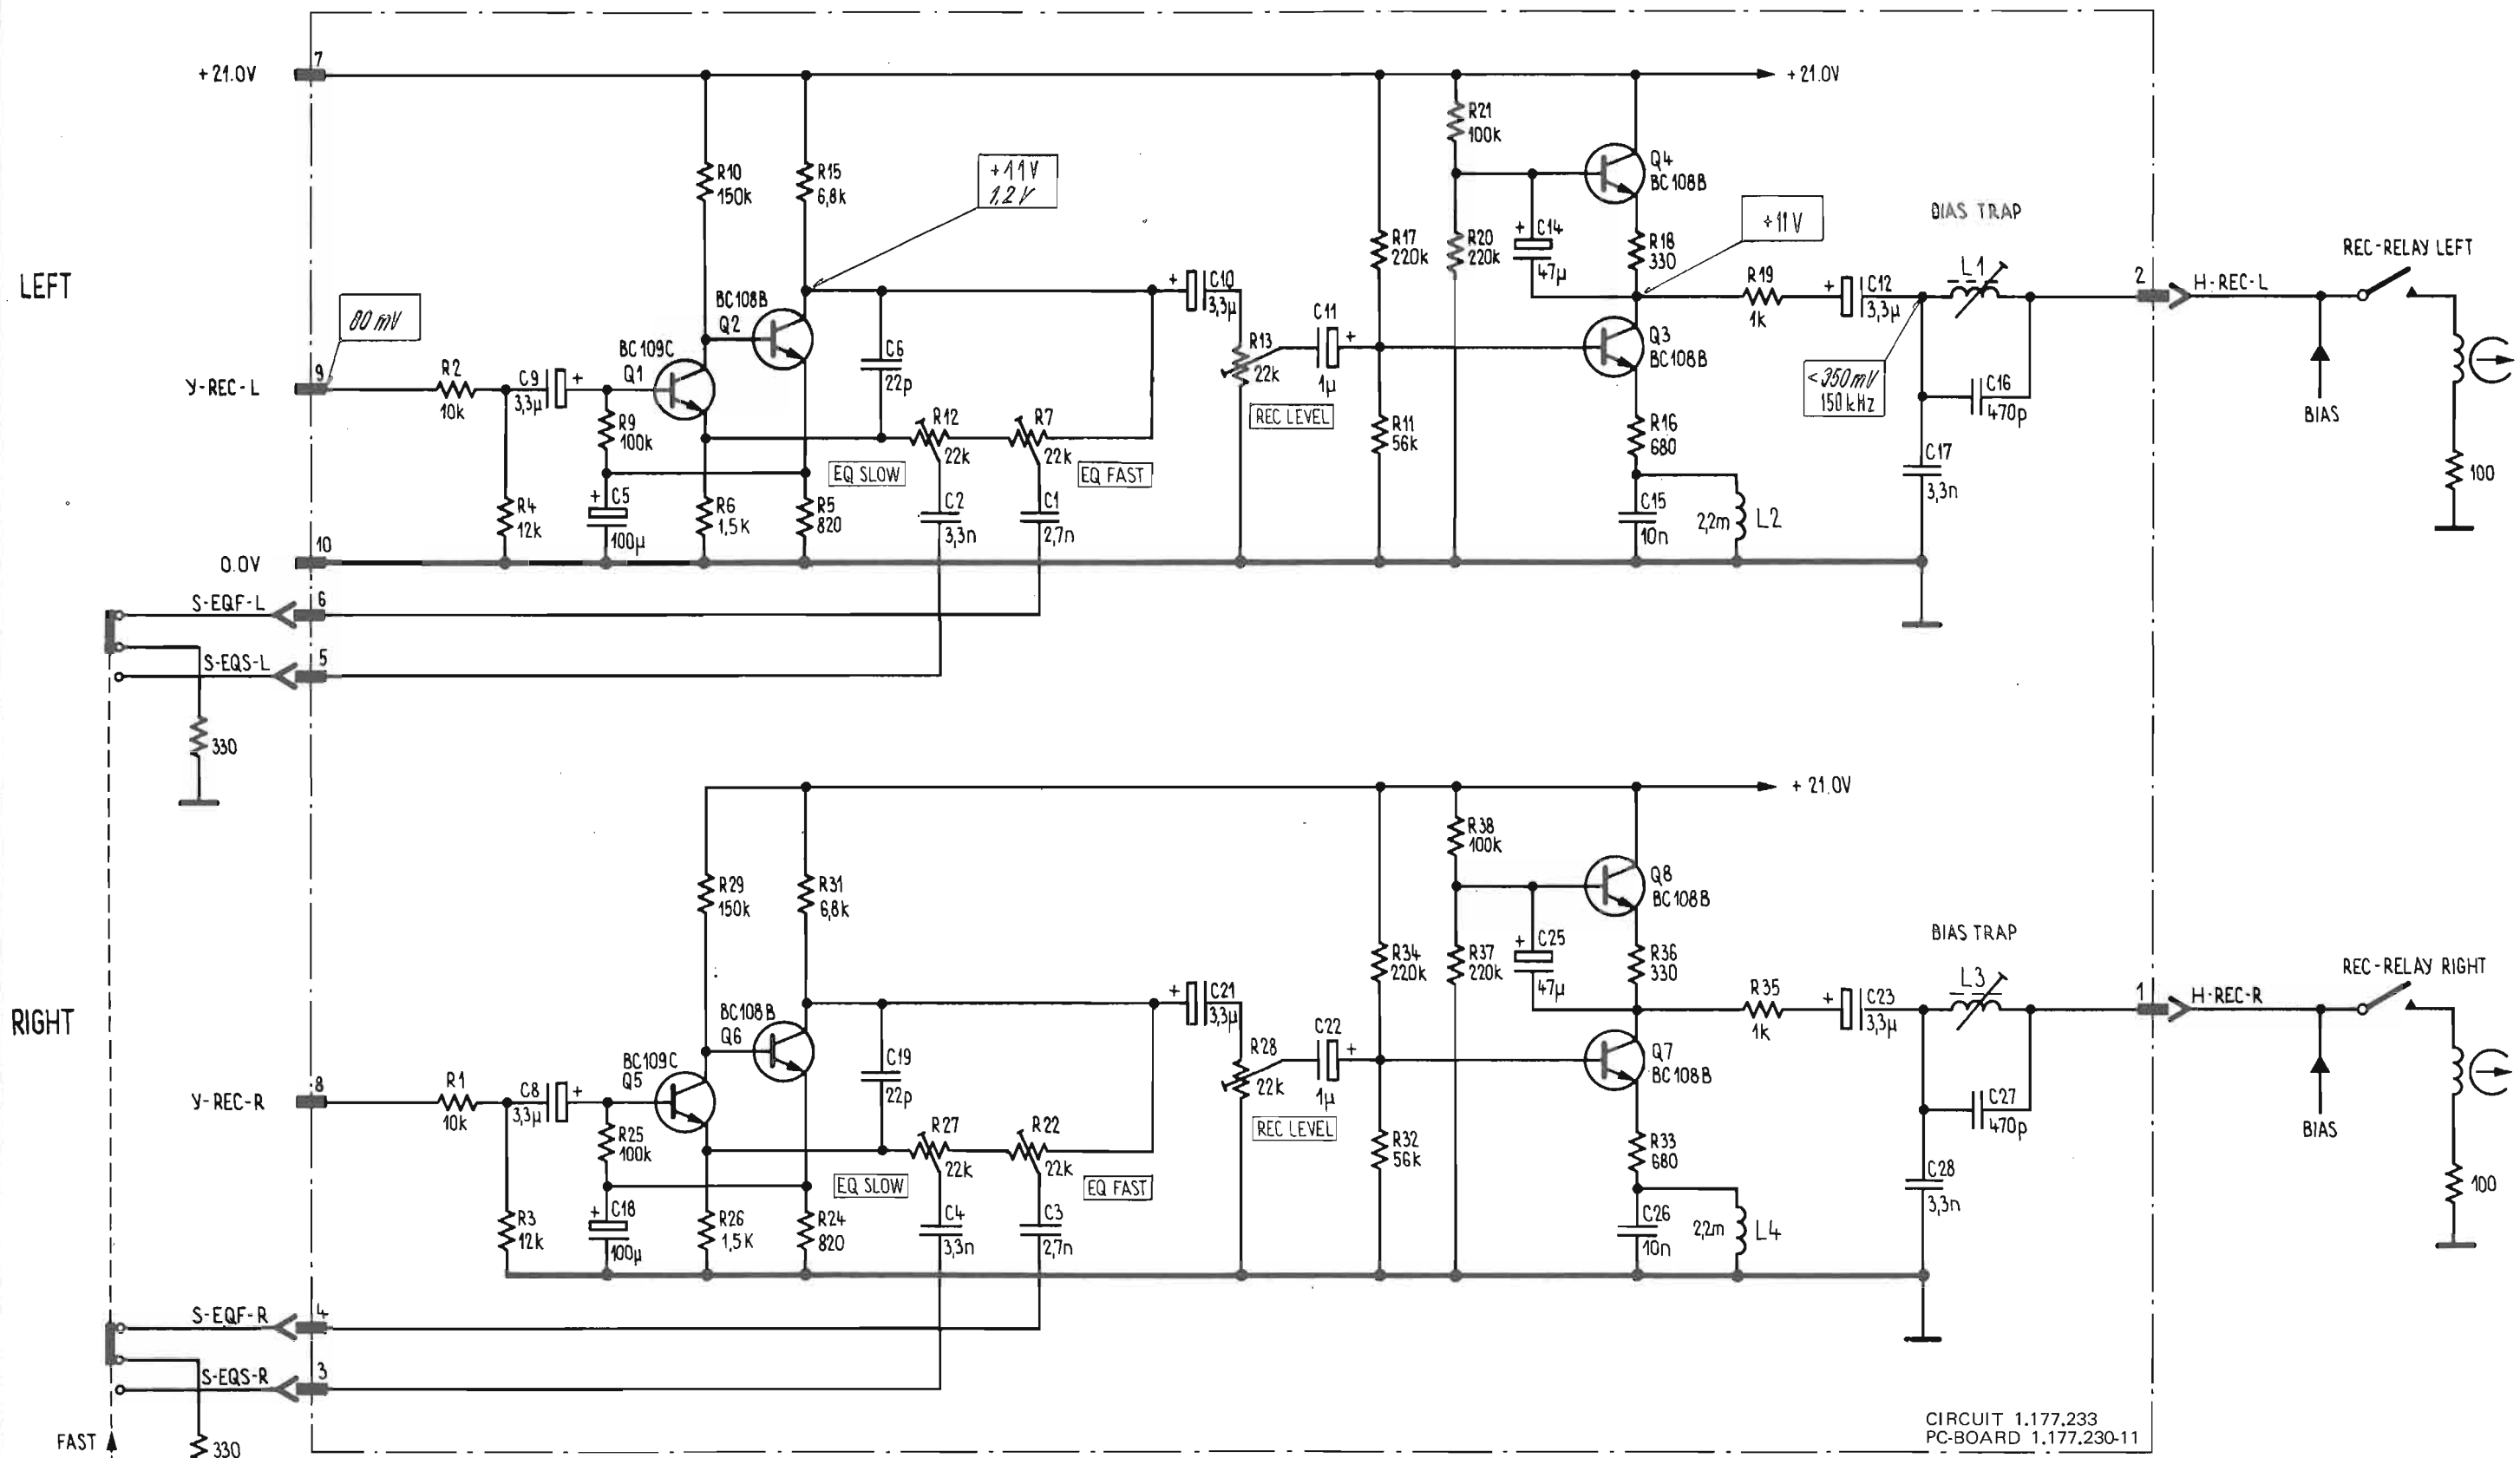 7
+21.0V
+21.0V
R21
100k
R10
150k
R15
6,8k
+11V
1,2V
Q4
BC108B
+11V
BIAS TRAP
R17
220k
R20
220k
+
C14
47µ
R18
330
REC-RELAY LEFT
LEFT
BC108B
Q2
+
C10
3,3µ
R19
1k
+
C12
3,3µ
L1
2
H-REC-L
80 mV
R13
22k
C11
+
1µ
Q3
BC108B
BC109C
Q1
C6
22p
9
Y-REC-L
R2
10k
C9
+
3,3µ
<350mV
150kHz
C16
470p
REC LEVEL
BIAS
R9
100k
R12
22k
R7
22k
R11
56k
R16
680
EQ SLOW
EQ FAST
C17
3,3n
100
R4
12k
+
C5
100µ
R6
1,5K
R5
820
C2
3,3n
C1
2,7n
C15
10n
2,2m
L2
10
0.0V
S-EQF-L
6
S-EQS-L
5
330
+ 21.0V
R38
100k
R29
150k
R31
6,8k
Q8
BC108B
BIAS TRAP
R34
220k
R37
220k
+
C25
47µ
R36
330
REC-RELAY RIGHT
RIGHT
BC108B
Q6
+
C21
3,3µ
R35
1k
+
C23
3,3µ
L3
1
H-REC-R
R28
22k
C22
+
1µ
Q7
BC108B
BC109C
Q5
C19
22p
8
Y-REC-R
R1
10k
C8
+
3,3µ
C27
470p
REC LEVEL
BIAS
R25
100k
R27
22k
R22
22k
R32
56k
R33
680
EQ SLOW
EQ FAST
C28
3,3n
100
R3
12k
+
C18
100µ
R26
1,5K
R24
820
C4
3,3n
C3
2,7n
C26
10n
2,2m
L4
S-EQF-R
4
S-EQS-R
3
FAST
330
CIRCUIT 1.177.233
PC-BOARD 1.177.230-11